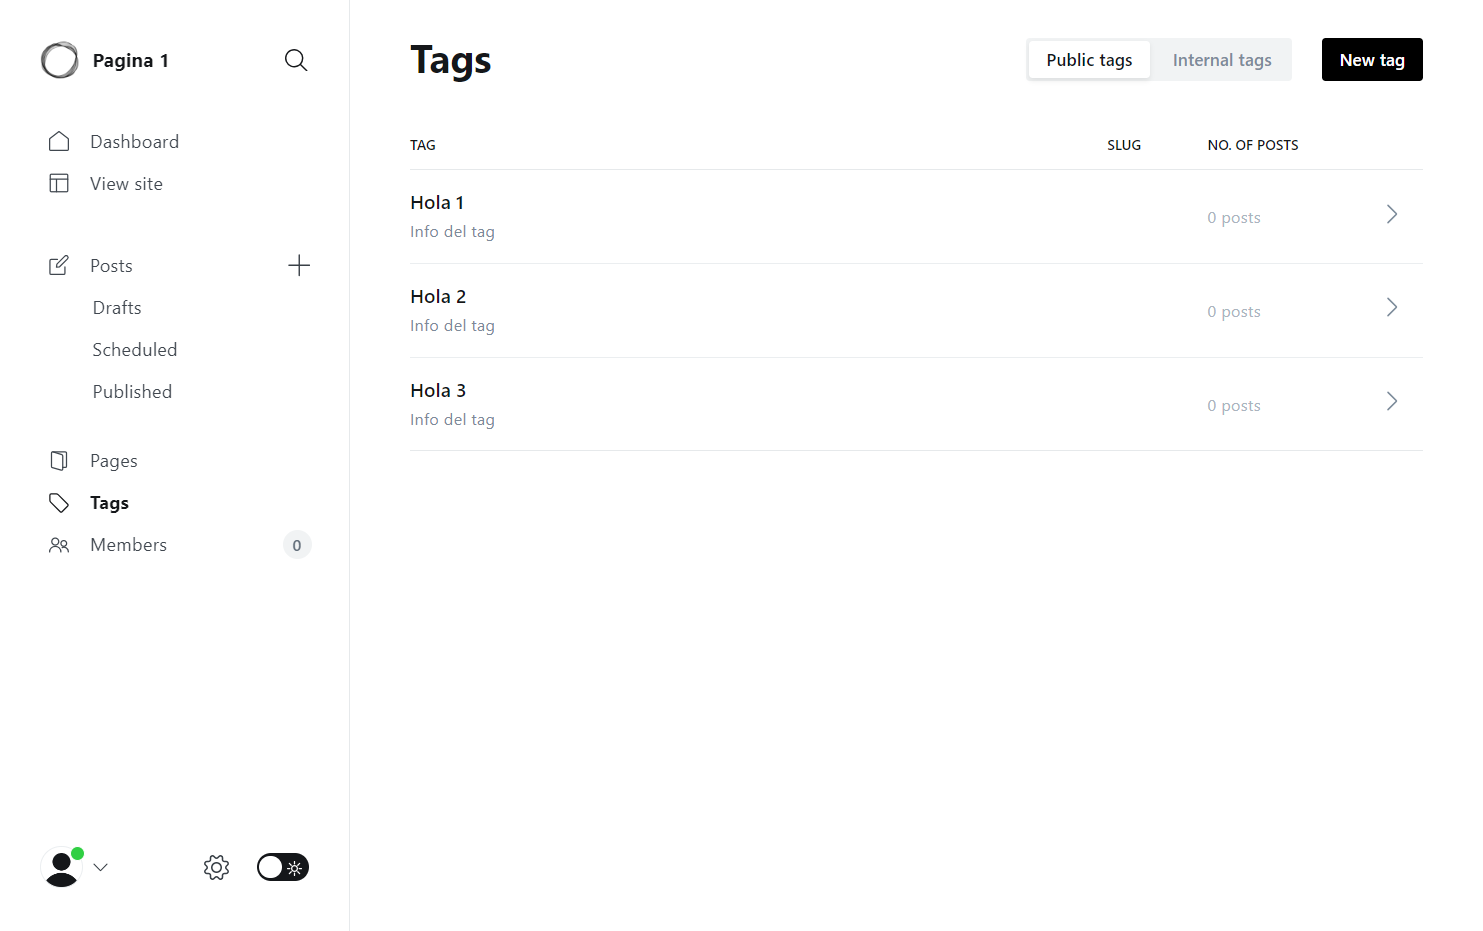 Pagina 1
Dashboard
View site
Posts
Drafts
Scheduled
Published
Pages
Tags
Members 0
Tags
Public tags Internal tags New tag
TAG SLUG NO. OF POSTS
Hola 1
Info del tag
0 posts
Hola 2
Info del tag
0 posts
Hola 3
Info del tag
0 posts